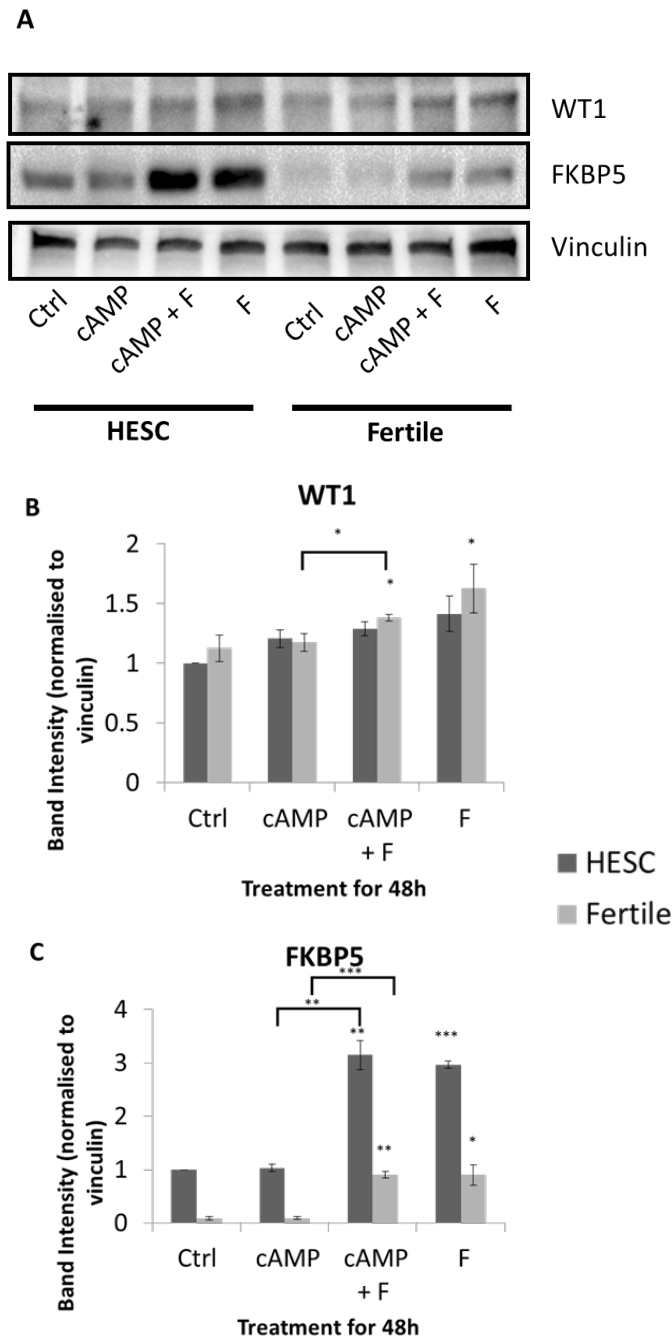 A
WT1
FKBP5
Vinculin
Ctrl
cAMP
cAMP + F
F
Ctrl
cAMP
cAMP + F
F
HESC
Fertile
B
WT1
Band Intensity (normalised to
vinculin)
2
1.5
1
0.5
0
*
*
*
Ctrl
cAMP
cAMP
+ F
F
Treatment for 48h
HESC
Fertile
C
FKBP5
Band Intensity (normalised to
vinculin)
4
3
2
1
0
***
**
**
***
**
*
Ctrl
cAMP
cAMP
+ F
F
Treatment for 48h